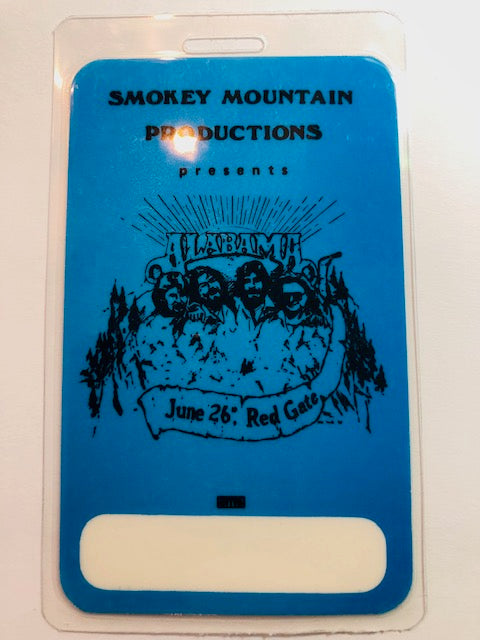 SMOKEY MOUNTAIN
PRODUCTIONS
presents
ALABAMA
June 26: Red Gate